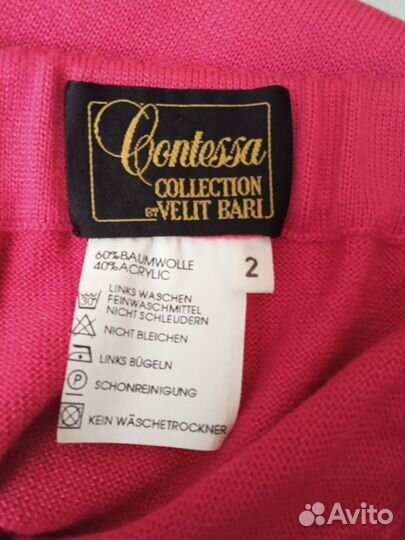 Contessa
COLLECTION
BY VELIT BARI
60%BAUMWOLLE
40%ACRYLIC
2
30°
LINKS WASCHEN
FEINWASCHMITTEL
NICHT SCHLEUDERN
NICHT BLEICHEN
LINKS BÜGELN
P
SCHONREINIGUNG
KEIN WÄSCHETROCKNER
Avito